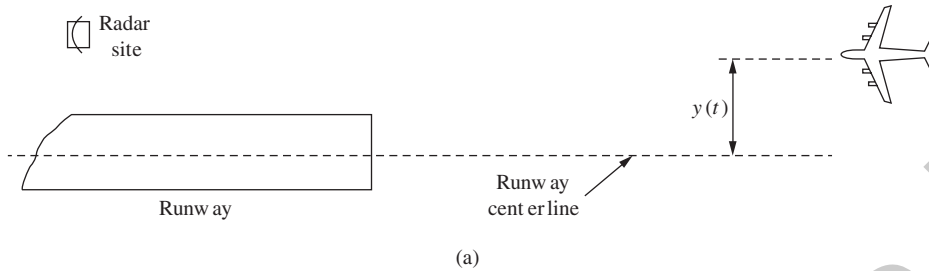 Radar
site
y(t)
Runway
Runway
centerline
(a)